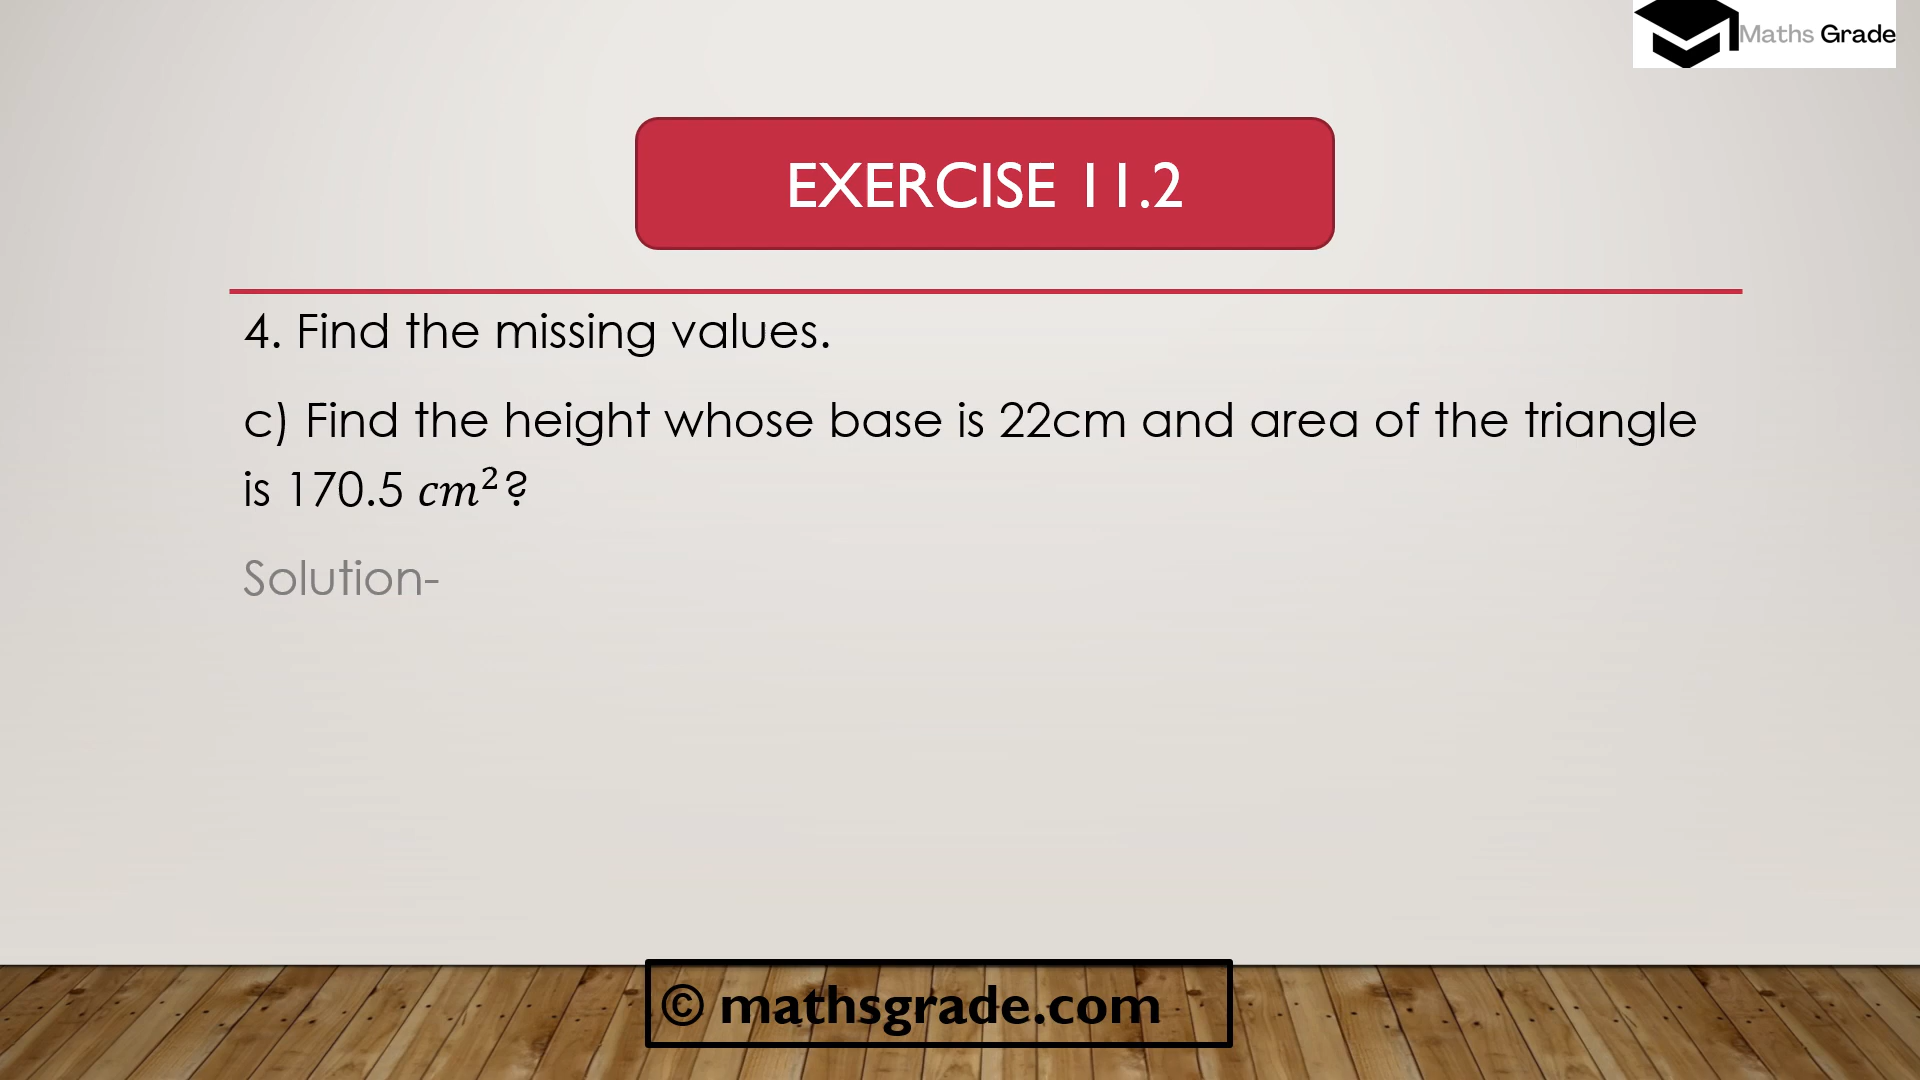 Maths Grade
EXERCISE 11.2
4. Find the missing values.
c) Find the height whose base is 22cm and area of the triangle
is 170.5 cm²?
Solution-
© mathsgrade.com